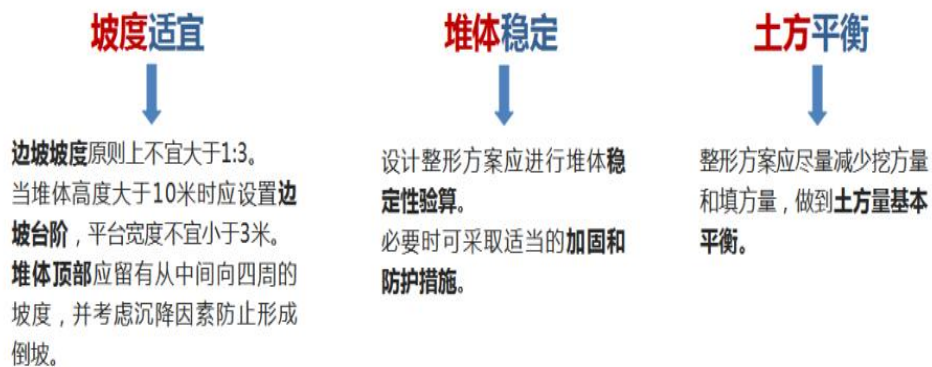 坡度适宜
边坡坡度原则上不宜大于1:3。
当堆体高度大于10米时应设置边
坡台阶，平台宽度不宜小于3米。
堆体顶部应留有从中间向四周的
坡度，并考虑沉降因素防止形成
倒坡。
堆体稳定
设计整形方案应进行堆体稳
定性验算。
必要时可采取适当的加固和
防护措施。
土方平衡
整形方案应尽量减少挖方量
和填方量，做到土方量基本
平衡。